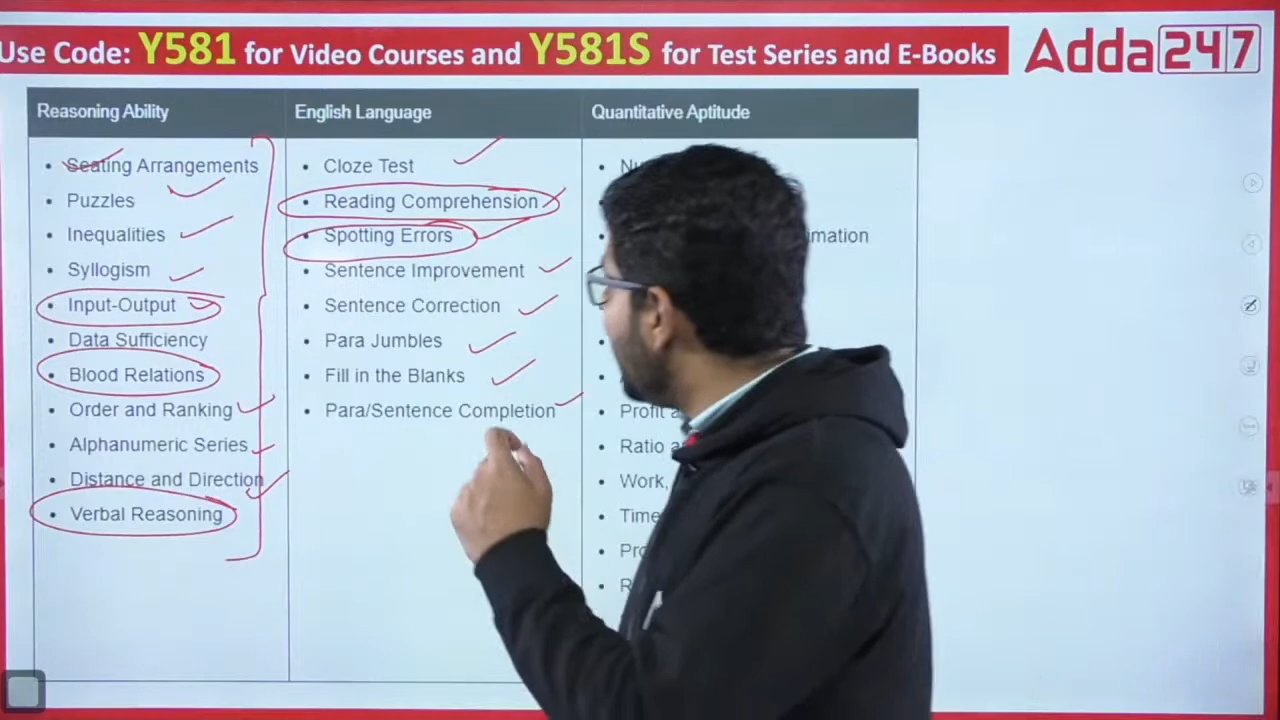 Use Code: Y581 for Video Courses and Y581S for Test Series and E-Books
Adda247
Reasoning Ability
Seating Arrangements
Puzzles
Inequalities
Syllogism
Input-Output
Data Sufficiency
Blood Relations
Order and Ranking
Alphanumeric Series
Distance and Direction
Verbal Reasoning
English Language
Cloze Test
Reading Comprehension
Spotting Errors
Sentence Improvement
Sentence Correction
Para Jumbles
Fill in the Blanks
Para/Sentence Completion
Quantitative Aptitude
Profit
Ratio
Work,
Time